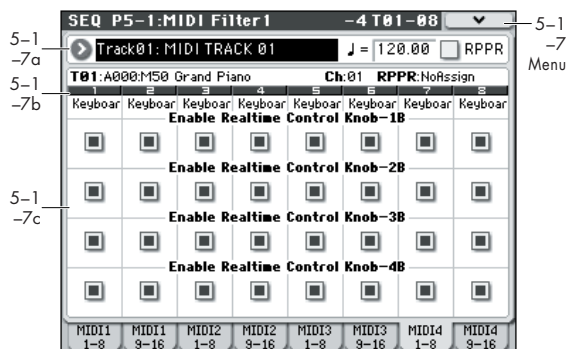 SEQ P5-1:MIDI Filter1 -4 T01-08
5-1
-7
Menu
5-1
-7a
Track01: MIDI TRACK 01 ♩= 120.00 RPPR
T01:A000:M50 Grand Piano Ch:01 RPPR:NoAssign
5-1
-7b
1 2 3 4 5 6 7 8
Keyboar Keyboar Keyboar Keyboar Keyboar Keyboar Keyboar Keyboar
Enable Realtime Control Knob-1B
Enable Realtime Control Knob-2B
5-1
-7c
Enable Realtime Control Knob-3B
Enable Realtime Control Knob-4B
MIDI1 MIDI1 MIDI2 MIDI2 MIDI3 MIDI3 MIDI4 MIDI4
1-8 9-16 1-8 9-16 1-8 9-16 1-8 9-16